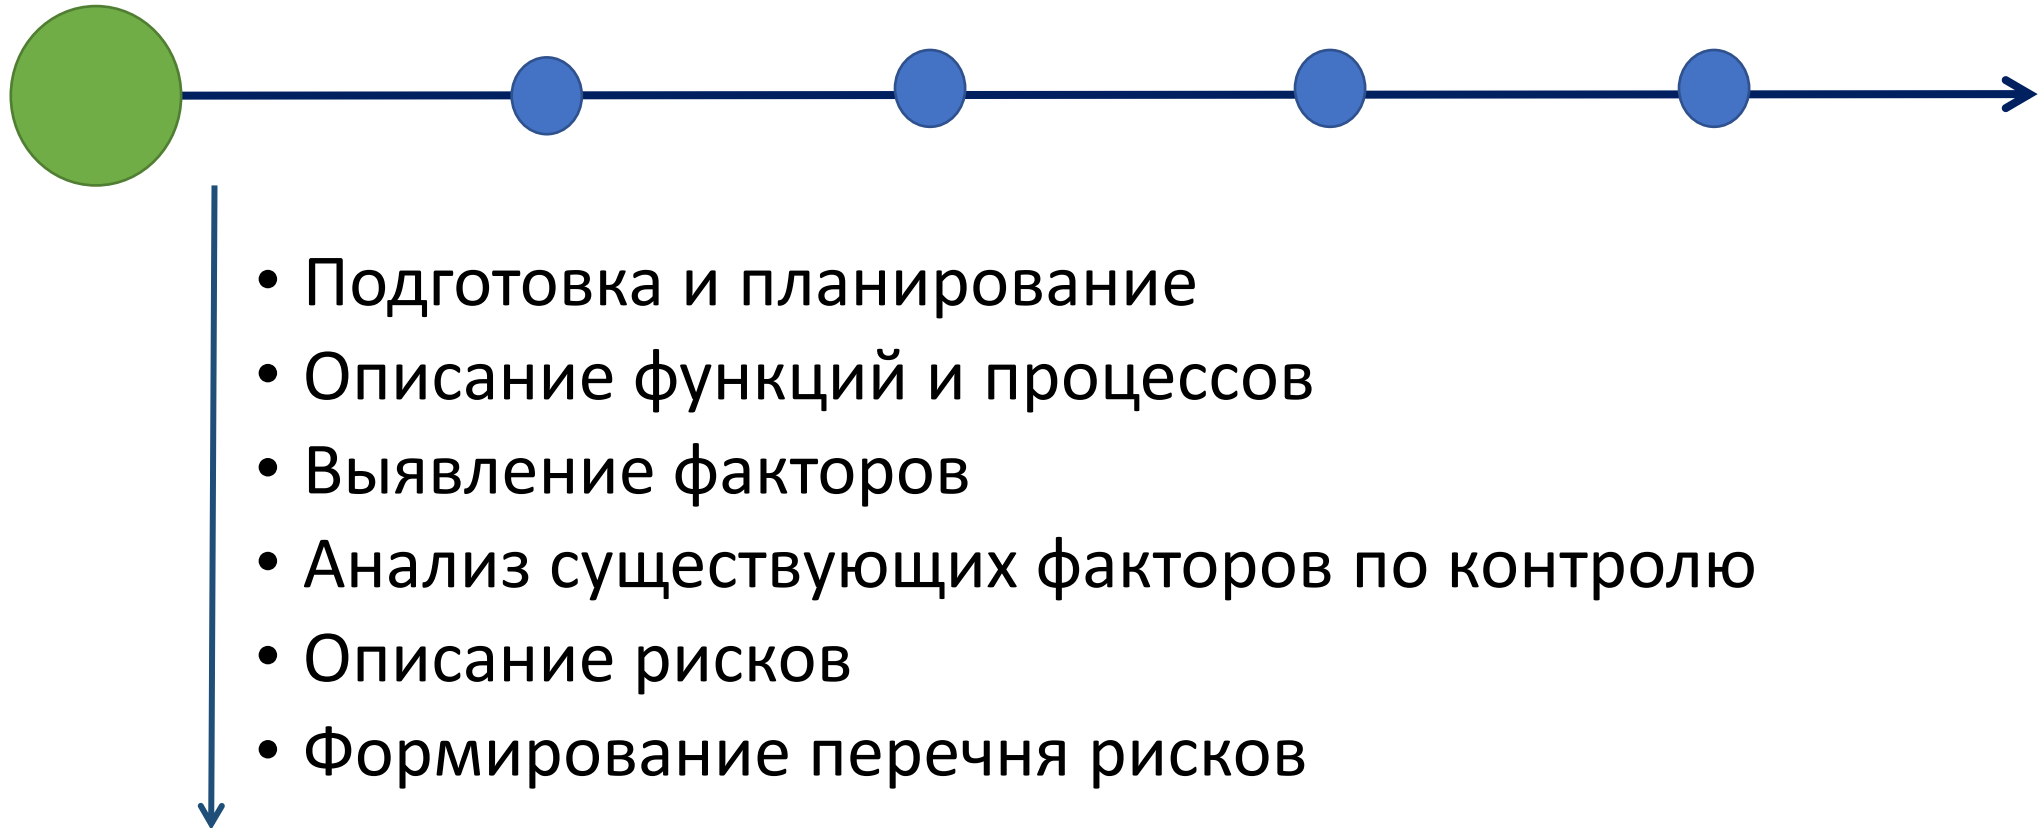 • Подготовка и планирование
• Описание функций и процессов
• Выявление факторов
• Анализ существующих факторов по контролю
• Описание рисков
• Формирование перечня рисков